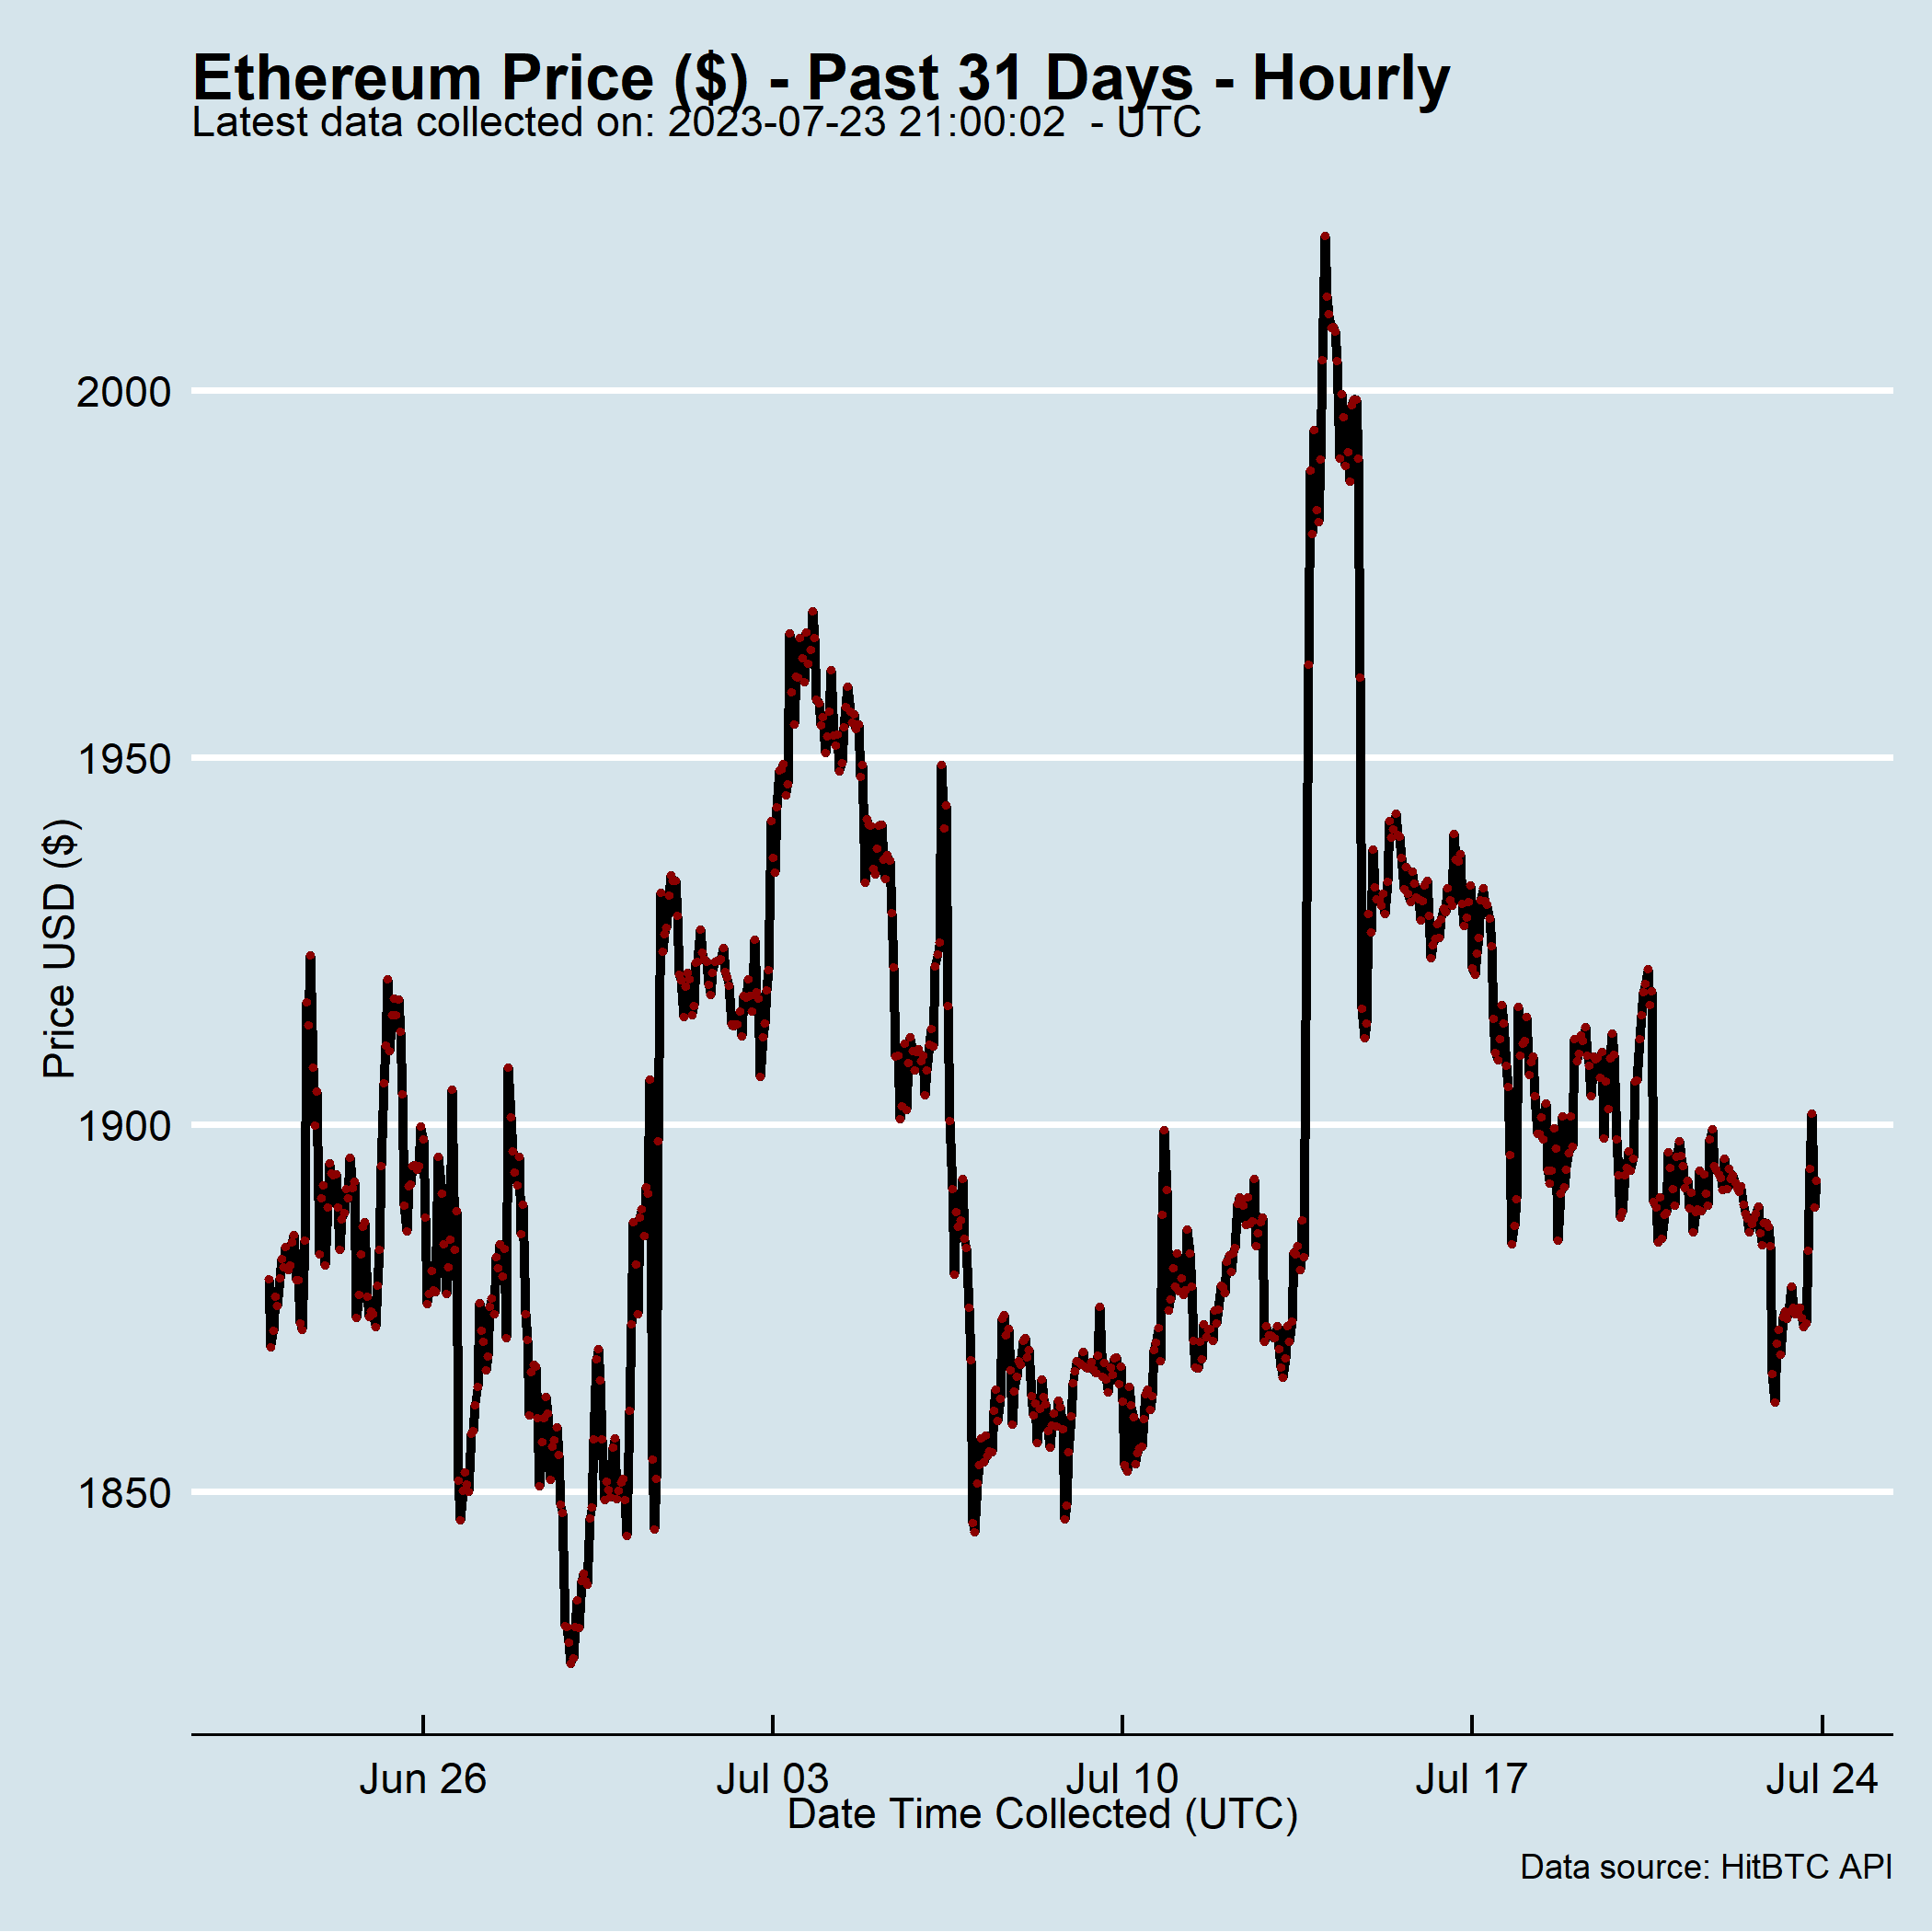 Ethereum Price ($) - Past 31 Days - Hourly
Latest data collected on: 2023-07-23 21:00:02  - UTC
2000
1950
1900
1850
Price USD ($)
Jun 26
Jul 03
Jul 10
Jul 17
Jul 24
Date Time Collected (UTC)
Data source: HitBTC API